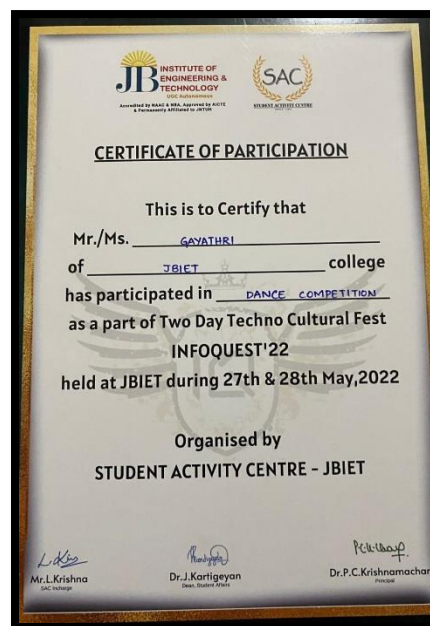 JB INSTITUTE OF
ENGINEERING &
TECHNOLOGY
UGC Autonomous
Accredited by NAAC & NBA, Approved by AICTE
& Permanently Affiliated to JNTUH
SAC
STUDENT ACTIVITY CENTRE
CERTIFICATE OF PARTICIPATION
This is to Certify that
Mr./Ms. GAYATHRI
of JBIET college
has participated in DANCE COMPETITION
as a part of Two Day Techno Cultural Fest
INFOQUEST'22
held at JBIET during 27th & 28th May,2022
Organised by
STUDENT ACTIVITY CENTRE - JBIET
Mr.L.Krishna
SAC Incharge
Dr.J.Kartigeyan
Dean, Student Affairs
Dr.P.C.Krishnamachar
Principal